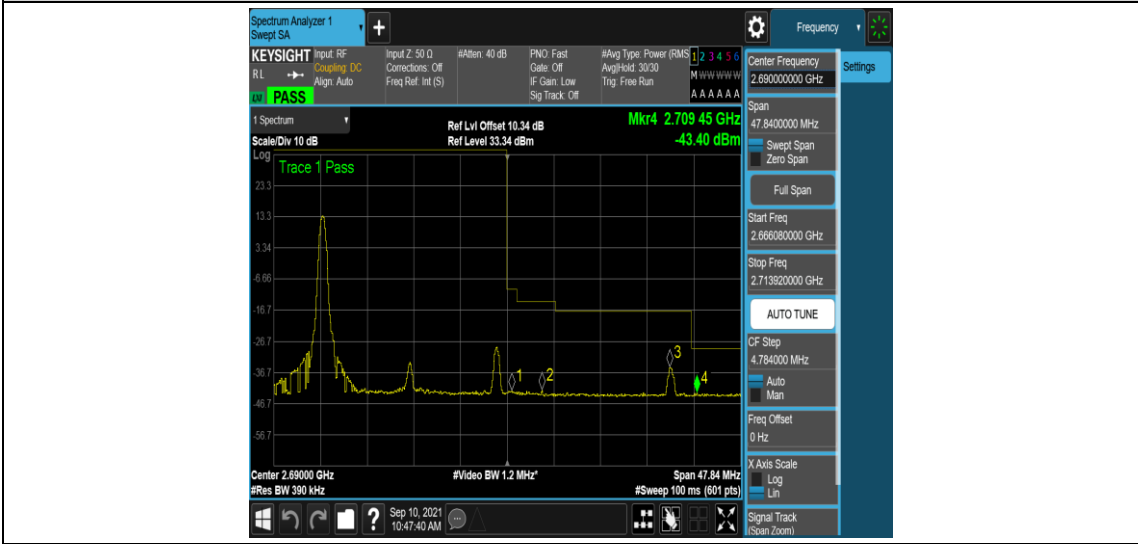 Spectrum Analyzer 1
Swept SA
+
Frequency
KEYSIGHT
RL
LM PASS
Input: RF
Coupling: DC
Align: Auto
Input Z: 50 Ω
Corrections: Off
Freq Ref: Int (S)
#Atten: 40 dB
PNO: Fast
Gate: Off
IF Gain: Low
Sig Track: Off
#Avg Type: Power (RMS
Avg|Hold: 30/30
Trig: Free Run
1 2 3 4 5 6
M W W W W W
A A A A A A
1 Spectrum
Scale/Div 10 dB
Ref Lvl Offset 10.34 dB
Ref Level 33.34 dBm
Mkr4 2.709 45 GHz
-43.40 dBm
Log
Trace 1 Pass
23.3
13.3
3.34
-6.66
-16.7
-26.7
-36.7
-46.7
-56.7
1
2
3
4
Center 2.69000 GHz
#Res BW 390 kHz
#Video BW 1.2 MHz*
Span 47.84 MHz
#Sweep 100 ms (601 pts)
?
Sep 10, 2021
10:47:40 AM
Center Frequency
2.690000000 GHz
Settings
Span
47.8400000 MHz
Swept Span
Zero Span
Full Span
Start Freq
2.666080000 GHz
Stop Freq
2.713920000 GHz
AUTO TUNE
CF Step
4.784000 MHz
Auto
Man
Freq Offset
0 Hz
X Axis Scale
Log
Lin
Signal Track
(Span Zoom)